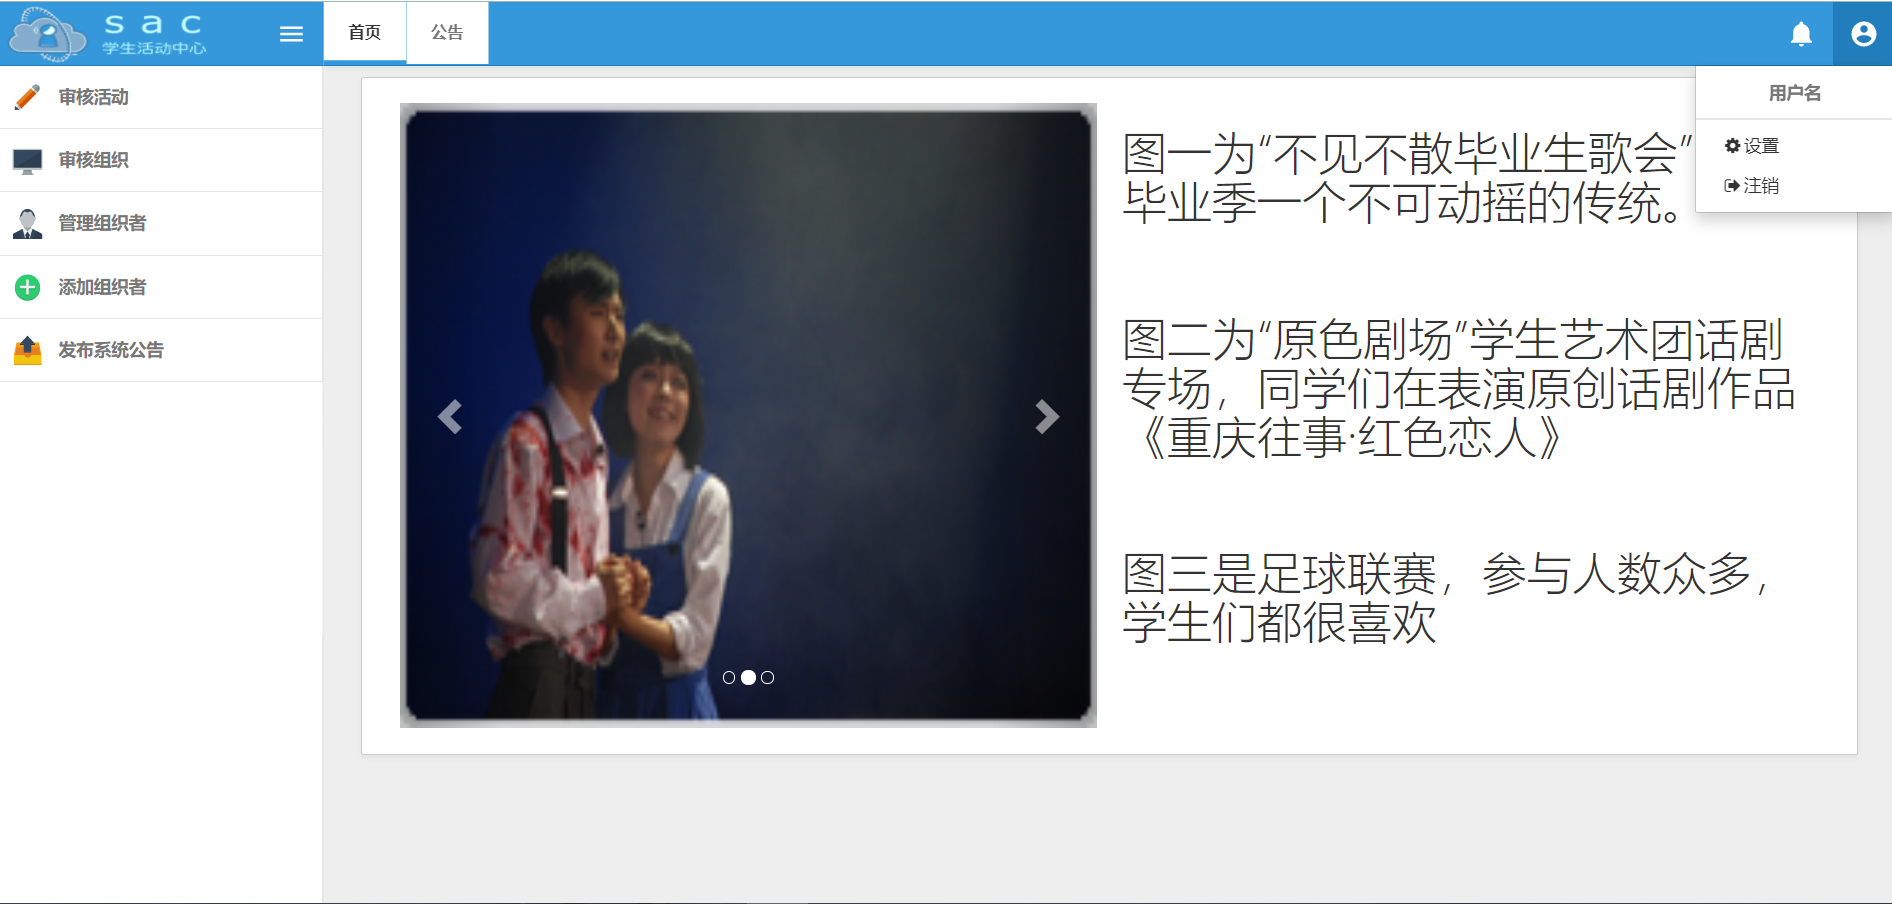 sac
学生活动中心
首页
公告
用户名
设置
注销
审核活动
审核组织
管理组织者
添加组织者
发布系统公告
图一为“不见不散毕业生歌会”
毕业季一个不可动摇的传统。
图二为“原色剧场”学生艺术团话剧
专场，同学们在表演原创话剧作品
《重庆往事·红色恋人》
图三是足球联赛，参与人数众多，
学生们都很喜欢